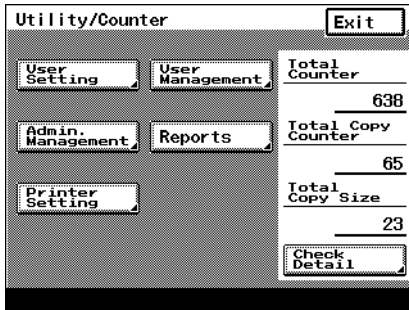 Utility/Counter
Exit
User
Setting
User
Management
Admin.
Management
Reports
Printer
Setting
Total
Counter
638
Total Copy
Counter
65
Total
Copy Size
23
Check
Detail